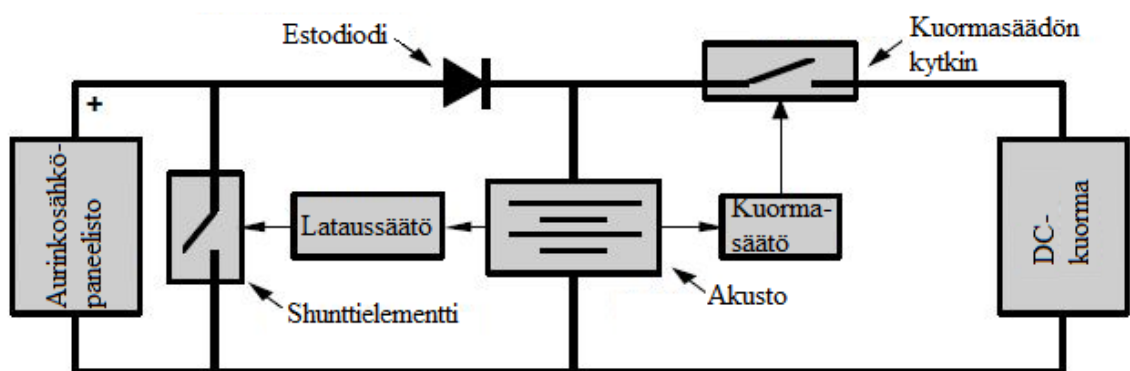 Estodiodi
Kuormasäädön
kytkin
+
Aurinkosähkö-
paneelisto
Lataussäätö
Kuorma-
säätö
DC-
kuorma
Shunttielementti
Akusto